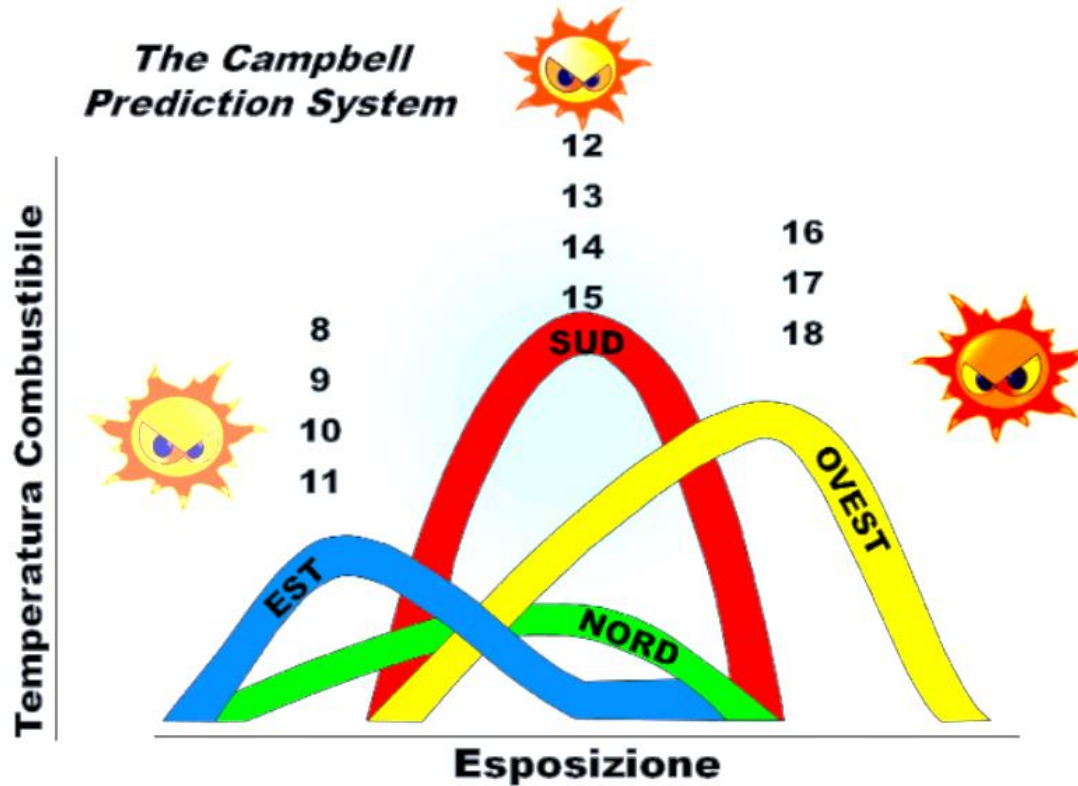 The Campbell
Prediction System
12
13
14
15
16
17
18
8
9
10
11
SUD
OVEST
EST
NORD
Temperatura Combustibile
Esposizione